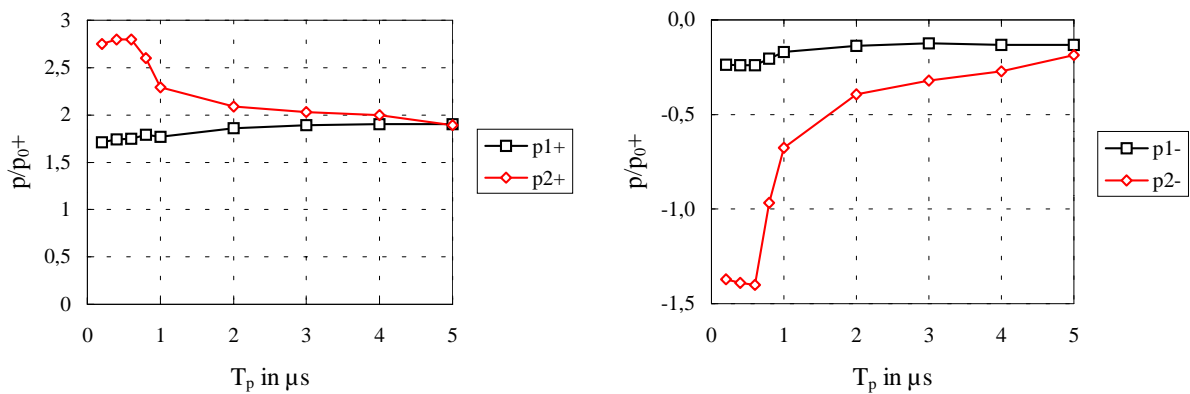 3
2,5
2
1,5
1
0,5
0
0 1 2 3 4 5
p/p₀+
Tₚ in µs
p1+
p2+
0,0
-0,5
-1,0
-1,5
0 1 2 3 4 5
p/p₀+
Tₚ in µs
p1-
p2-